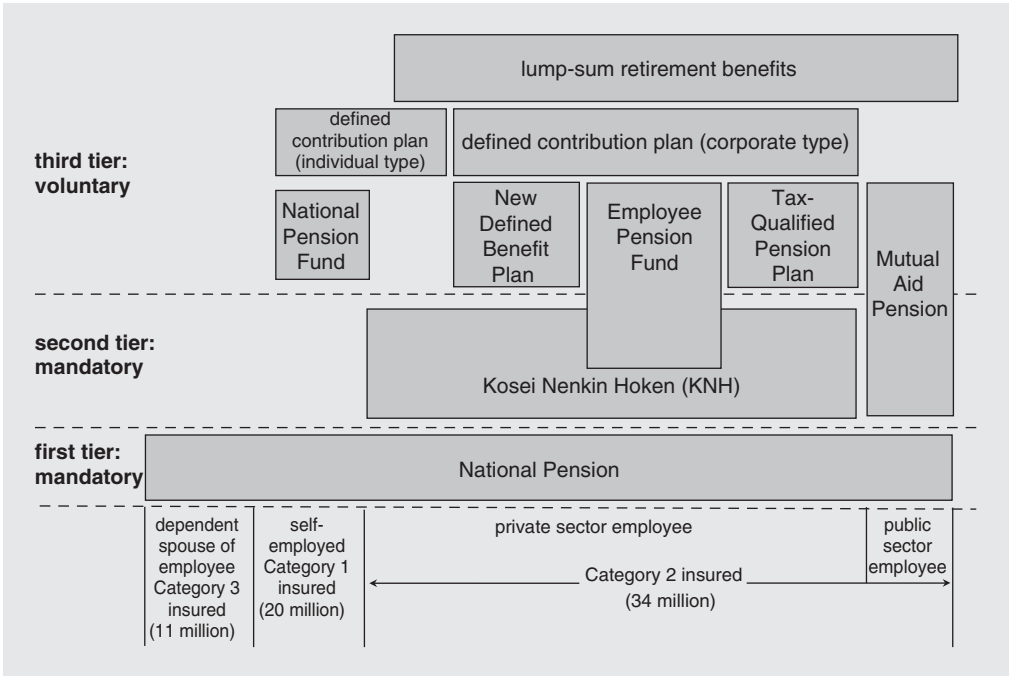 lump-sum retirement benefits
defined
contribution plan
(individual type)
defined contribution plan (corporate type)
third tier:
voluntary
National
Pension
Fund
New
Defined
Benefit
Plan
Employee
Pension
Fund
Tax-
Qualified
Pension
Plan
Mutual
Aid
Pension
second tier:
mandatory
Kosei Nenkin Hoken (KNH)
first tier:
mandatory
National Pension
dependent
spouse of
employee
Category 3
insured
(11 million)
self-
employed
Category 1
insured
(20 million)
private sector employee
public
sector
employee
Category 2 insured
(34 million)